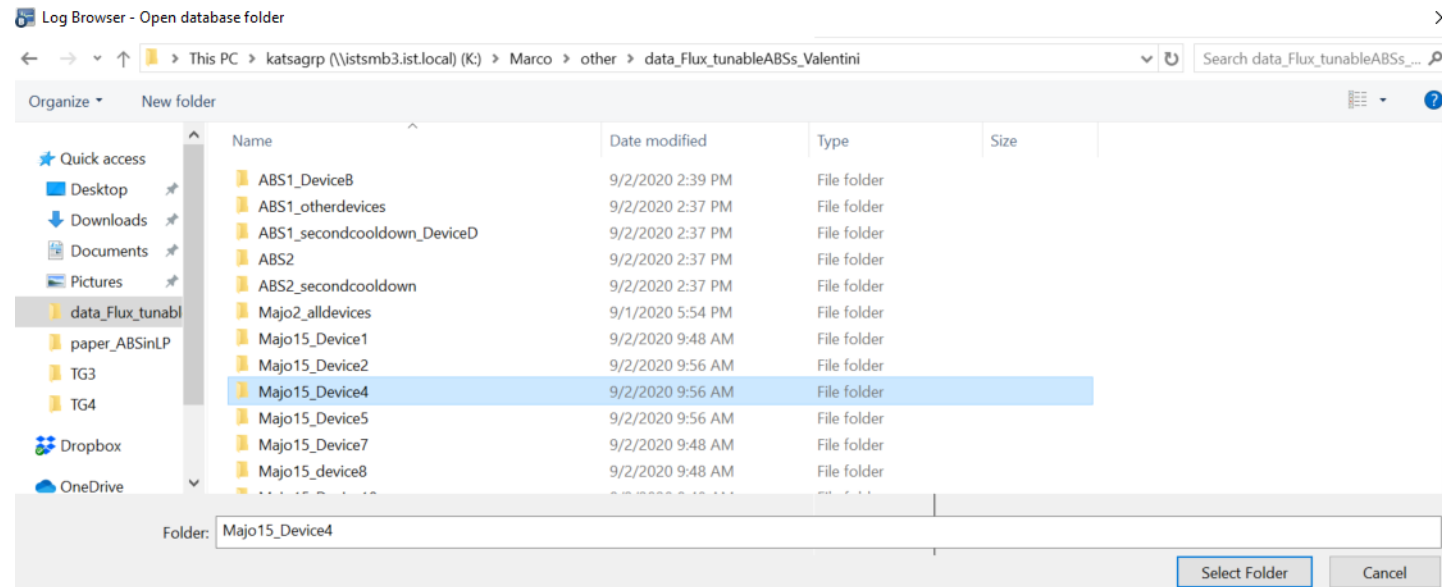 Log Browser - Open database folder
This PC > katsagrp (\\istsmb3.ist.local) (K:) > Marco > other > data_Flux_tunableABSs_Valentini
Search data_Flux_tunableABSs_...
Organize New folder
Name Date modified Type Size
Quick access
Desktop
Downloads
Documents
Pictures
data_Flux_tunabl
paper_ABSinLP
TG3
TG4
Dropbox
OneDrive
ABS1_DeviceB 9/2/2020 2:39 PM File folder
ABS1_otherdevices 9/2/2020 2:37 PM File folder
ABS1_secondcooldown_DeviceD 9/2/2020 2:37 PM File folder
ABS2 9/2/2020 2:37 PM File folder
ABS2_secondcooldown 9/2/2020 2:37 PM File folder
Majo2_alldevices 9/1/2020 5:54 PM File folder
Majo15_Device1 9/2/2020 9:48 AM File folder
Majo15_Device2 9/2/2020 9:56 AM File folder
Majo15_Device4 9/2/2020 9:56 AM File folder
Majo15_Device5 9/2/2020 9:56 AM File folder
Majo15_Device7 9/2/2020 9:48 AM File folder
Majo15_device8 9/2/2020 9:48 AM File folder
Folder: Majo15_Device4
Select Folder Cancel